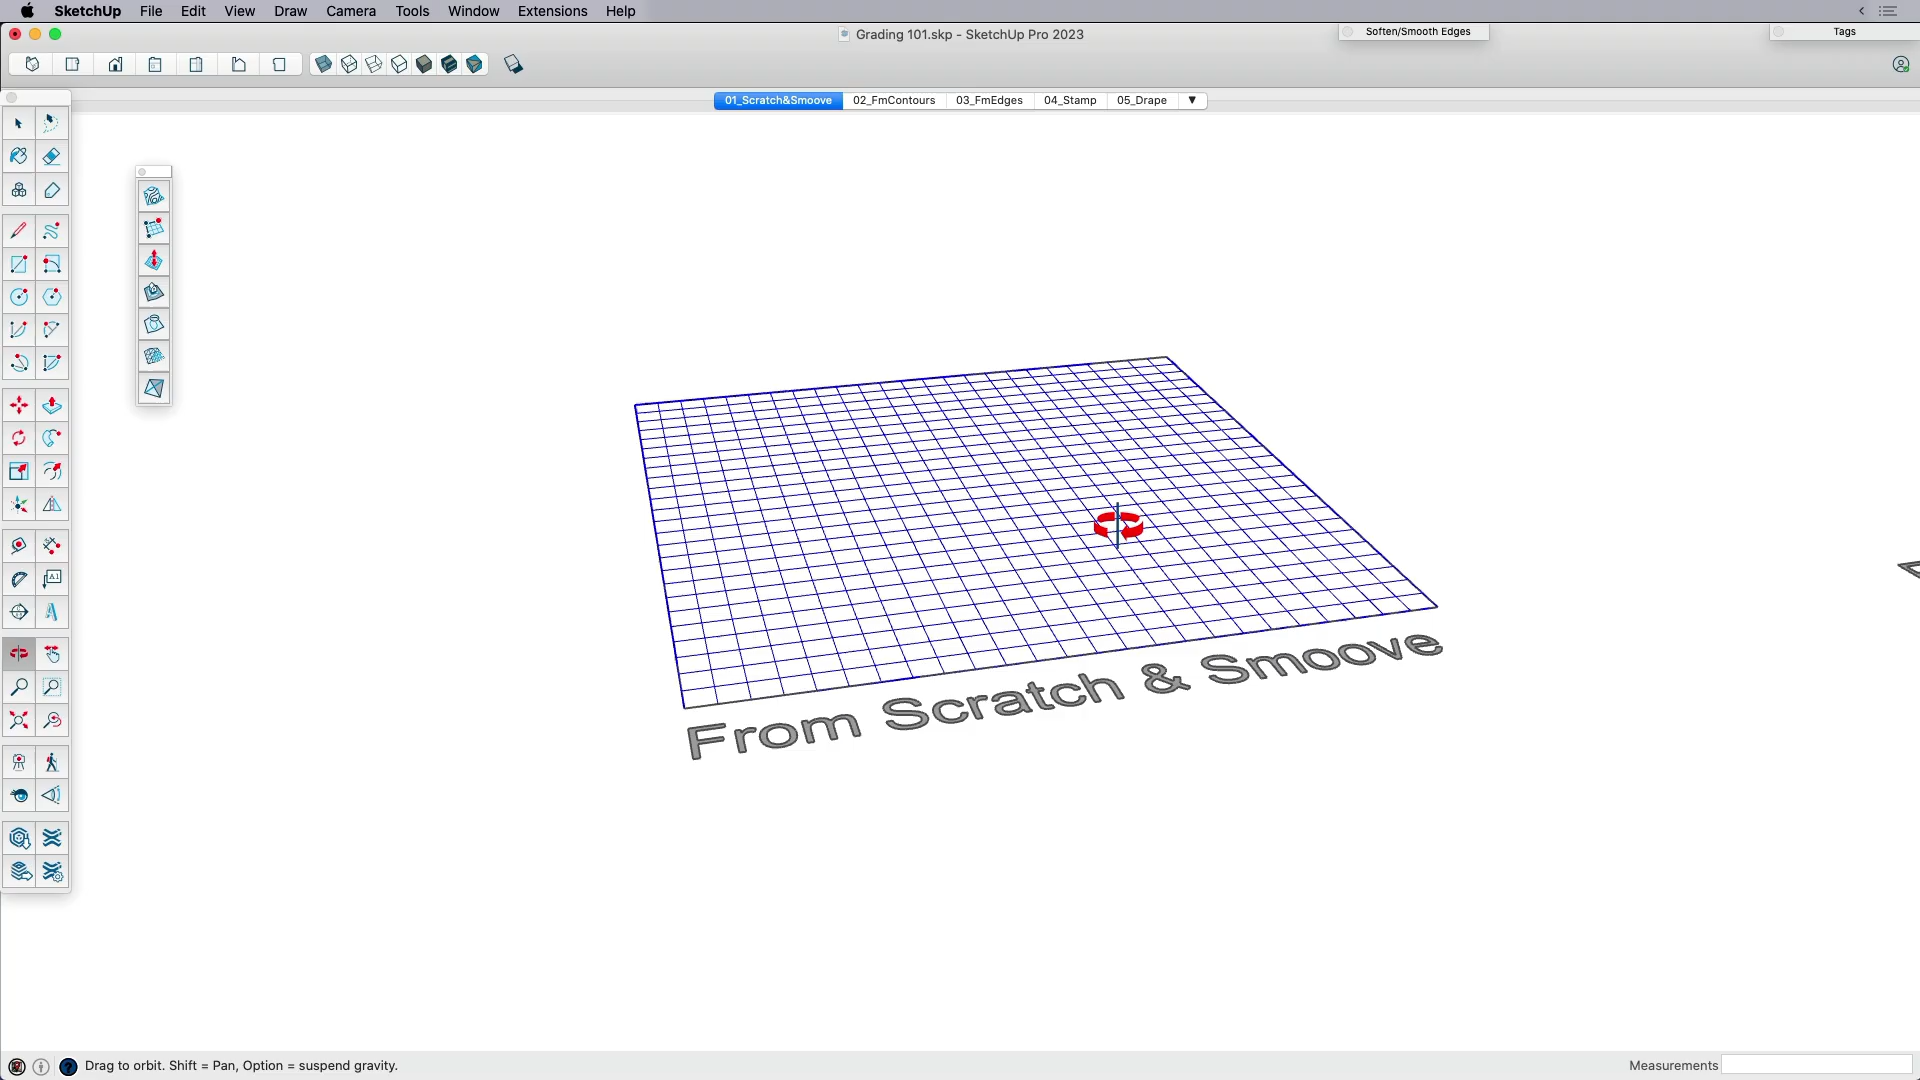 SketchUp File Edit View Draw Camera Tools Window Extensions Help
Grading 101.skp - SketchUp Pro 2023
Soften/Smooth Edges
Tags
01_Scratch&Smoove 02_FmContours 03_FmEdges 04_Stamp 05_Drape
A1
From Scratch & Smoove
Drag to orbit. Shift = Pan, Option = suspend gravity.
Measurements